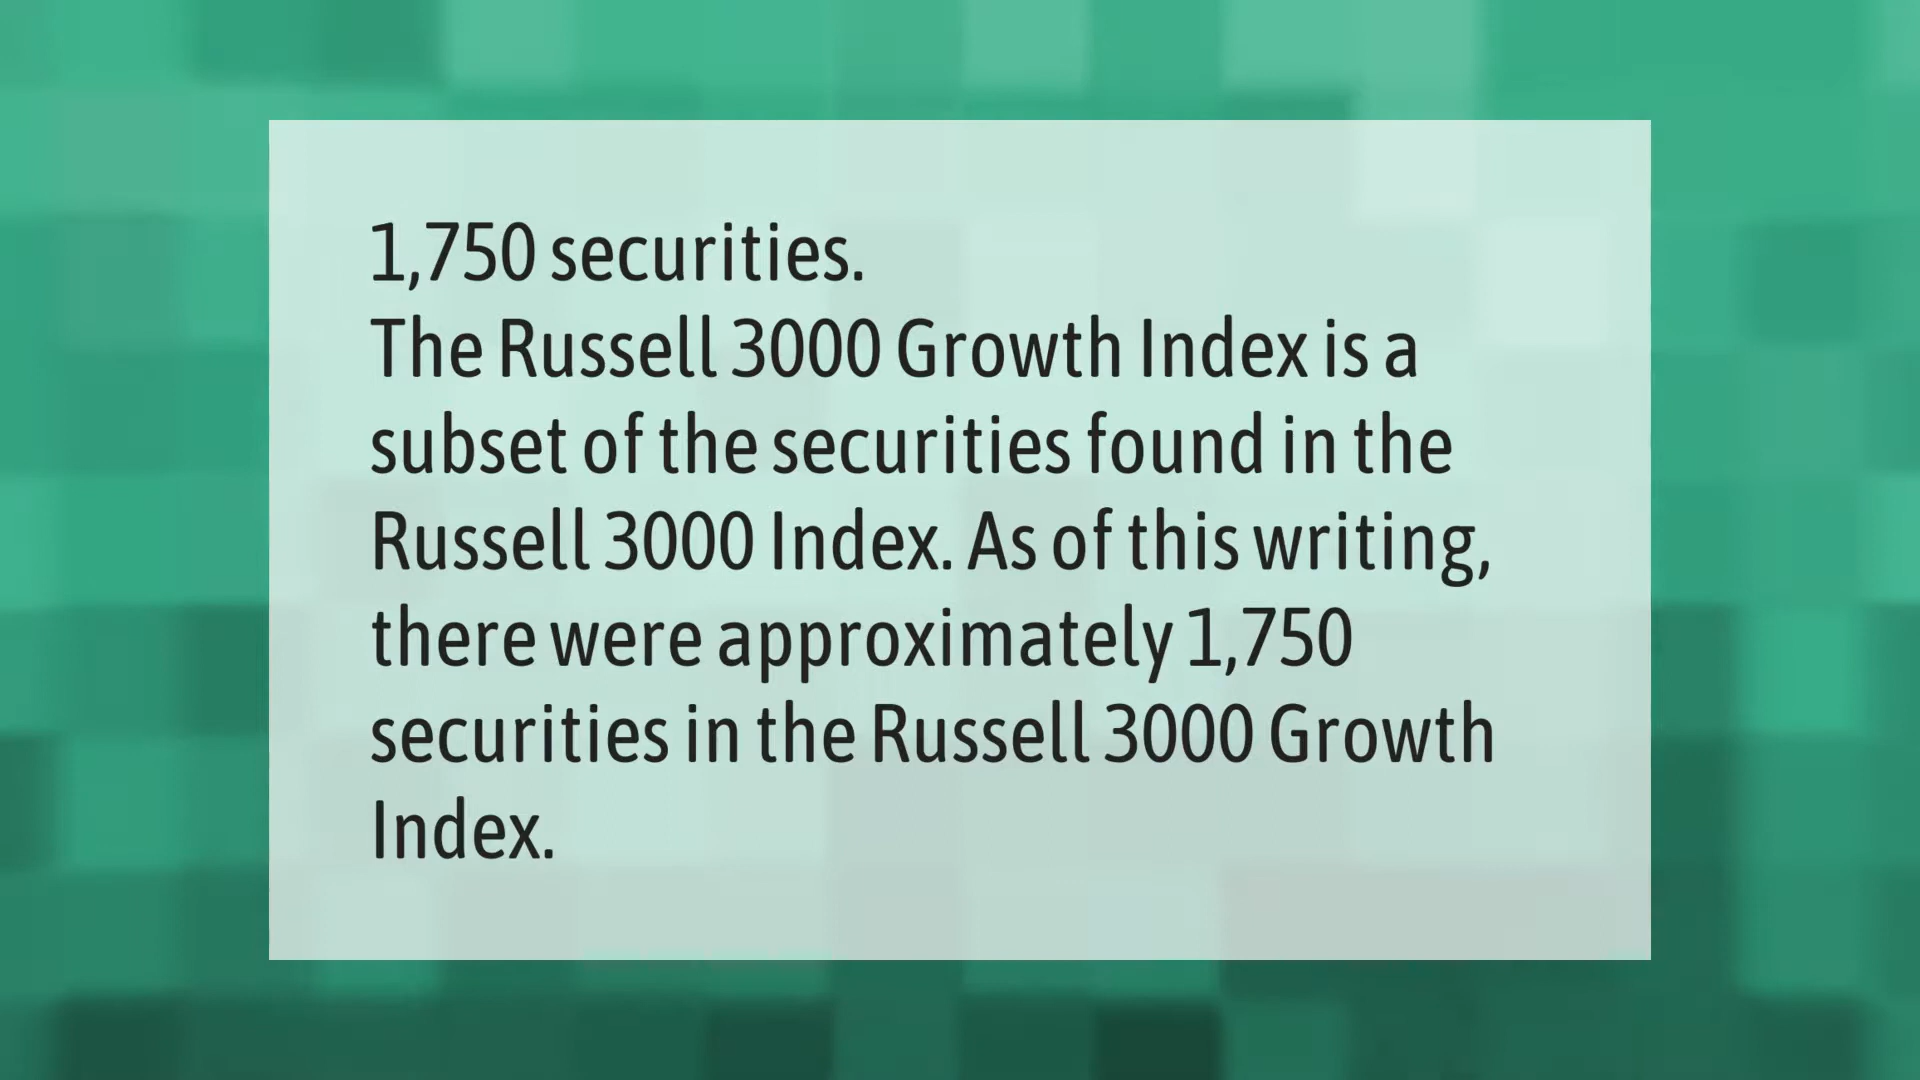 1,750 securities.
The Russell 3000 Growth Index is a
subset of the securities found in the
Russell 3000 Index. As of this writing,
there were approximately 1,750
securities in the Russell 3000 Growth
Index.